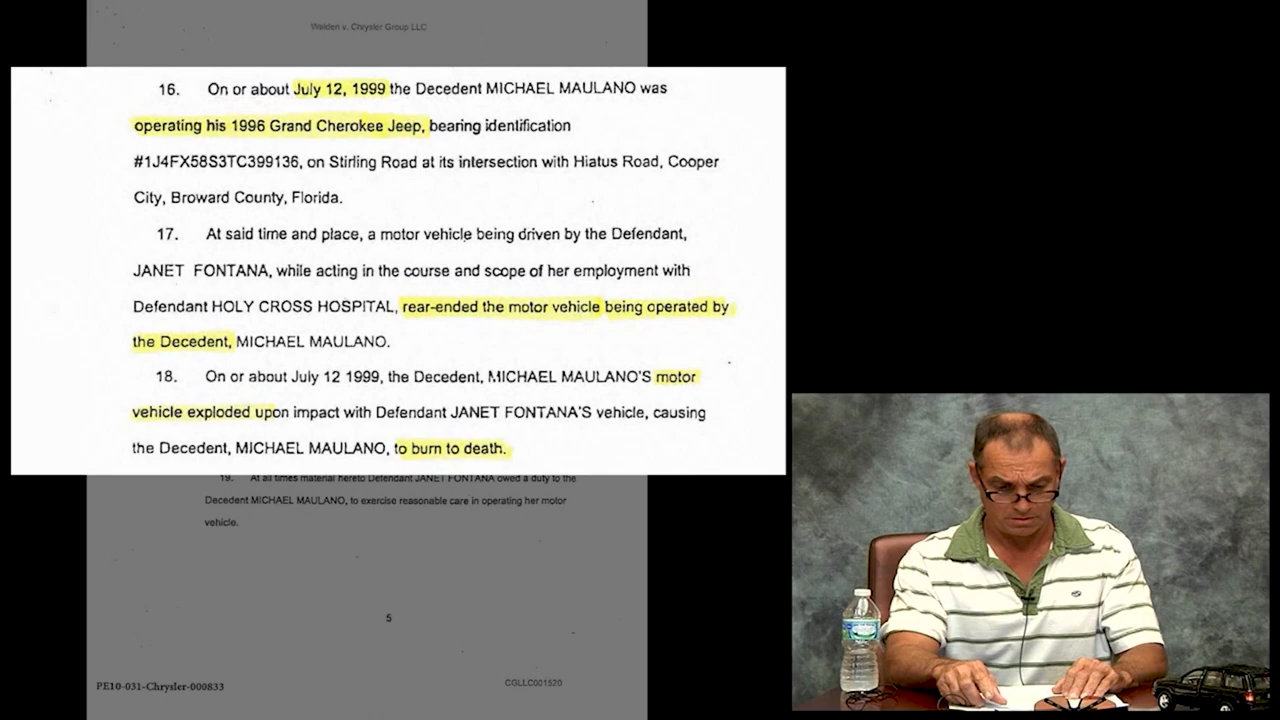 Walden v. Chrysler Group LLC
16. On or about July 12, 1999 the Decedent MICHAEL MAULANO was
operating his 1996 Grand Cherokee Jeep, bearing identification
#1J4FX58S3TC399136, on Stirling Road at its intersection with Hiatus Road, Cooper
City, Broward County, Florida.
17. At said time and place, a motor vehicle being driven by the Defendant,
JANET FONTANA, while acting in the course and scope of her employment with
Defendant HOLY CROSS HOSPITAL, rear-ended the motor vehicle being operated by
the Decedent, MICHAEL MAULANO.
18. On or about July 12 1999, the Decedent, MICHAEL MAULANO'S motor
vehicle exploded upon impact with Defendant JANET FONTANA'S vehicle, causing
the Decedent, MICHAEL MAULANO, to burn to death.
19. At all times material hereto Defendant JANET FONTANA owed a duty to the
Decedent MICHAEL MAULANO, to exercise reasonable care in operating her motor
vehicle.
5
PE10-031-Chrysler-000833
CGLLC001520